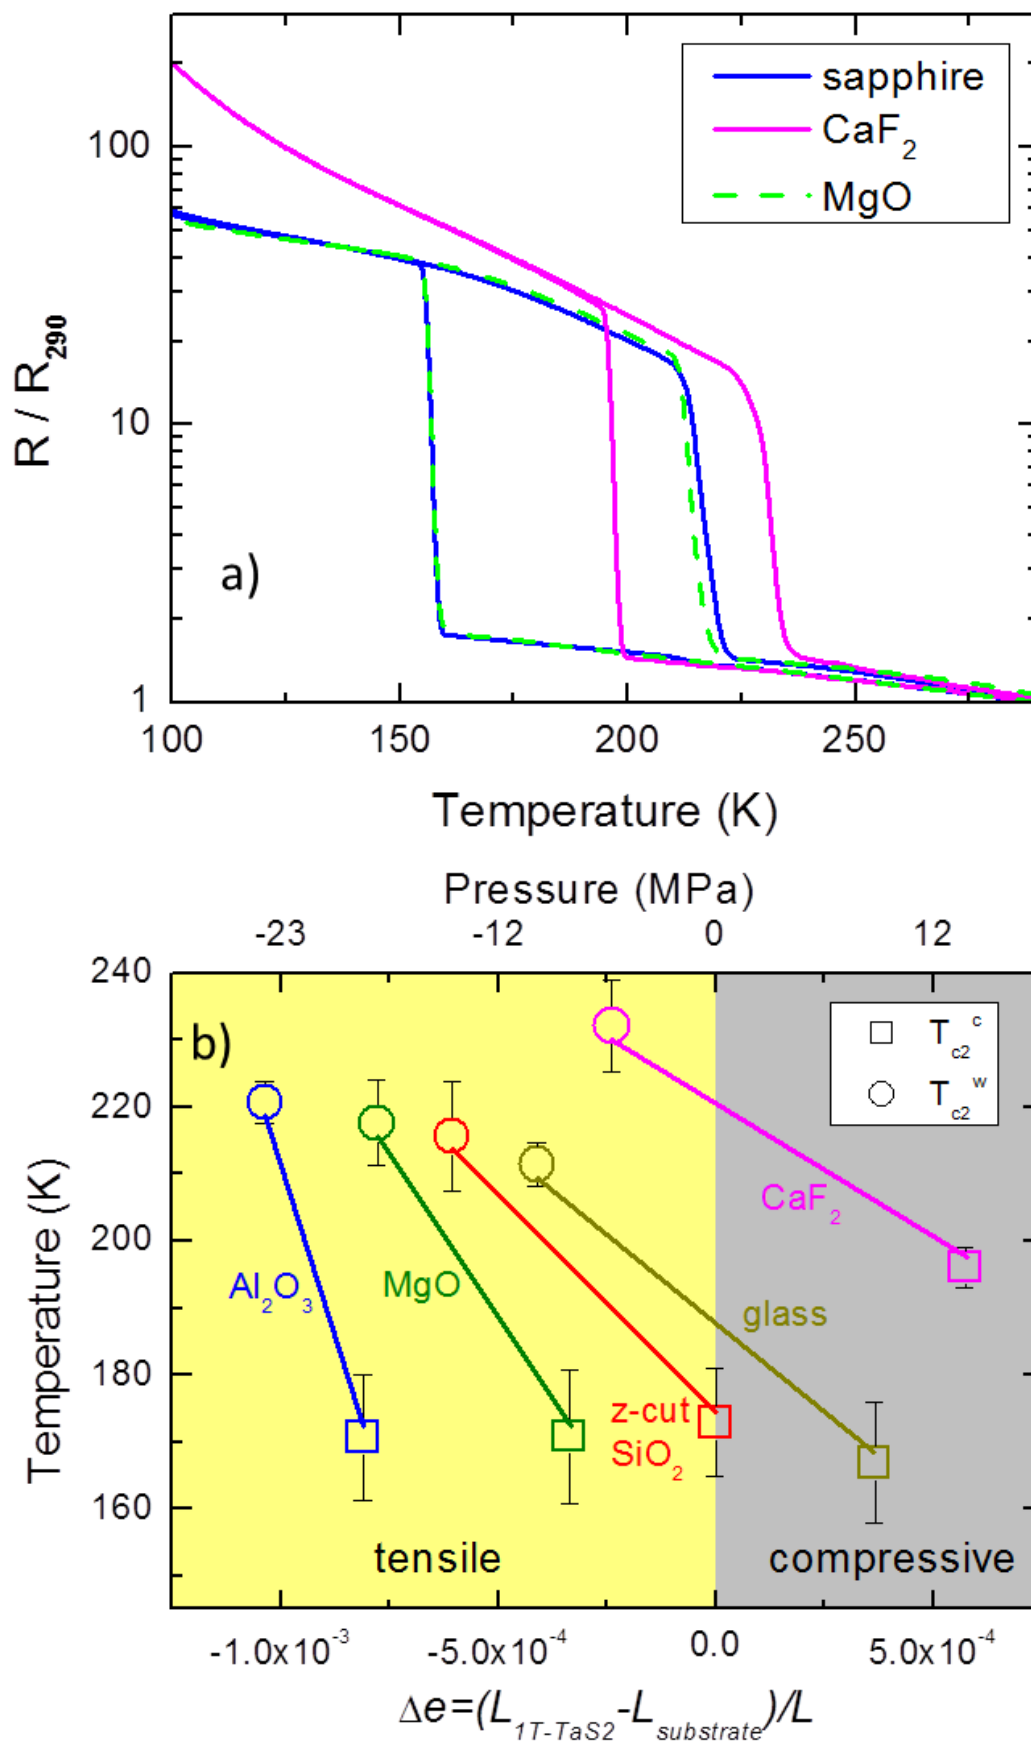 sapphire
CaF2
MgO
100
10
1
R / R290
a)
100 150 200 250
Temperature (K)
Pressure (MPa)
-23 -12 0 12
240
220
200
180
160
Temperature (K)
b)
Tc2 c
Tc2 w
CaF2
Al2O3
MgO
glass
z-cut
SiO2
tensile
compressive
-1.0x10-3 -5.0x10-4 0.0 5.0x10-4
Δe=(L1T-TaS2-Lsubstrate)/L